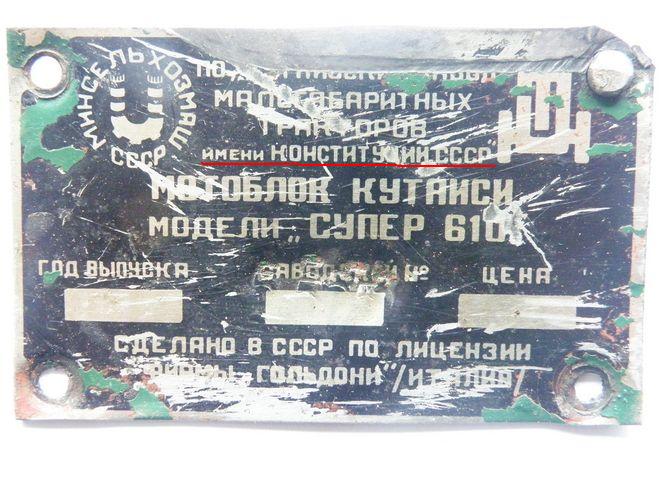 МИНСЕЛЬХОЗМАШ
СССР
МАЛОГАБАРИТНЫХ
ТРАКТОРОВ
ИМЕНИ КОНСТИТУЦИИ СССР
МОТОБЛОК КУТАИСИ
МОДЕЛИ „СУПЕР 610"
ГОД ВЫПУСКА ЗАВОДСКОЙ № ЦЕНА
СДЕЛАНО В СССР ПО ЛИЦЕНЗИИ
ФИРМЫ „ГОЛЬДОНИ"/ИТАЛИЯ/